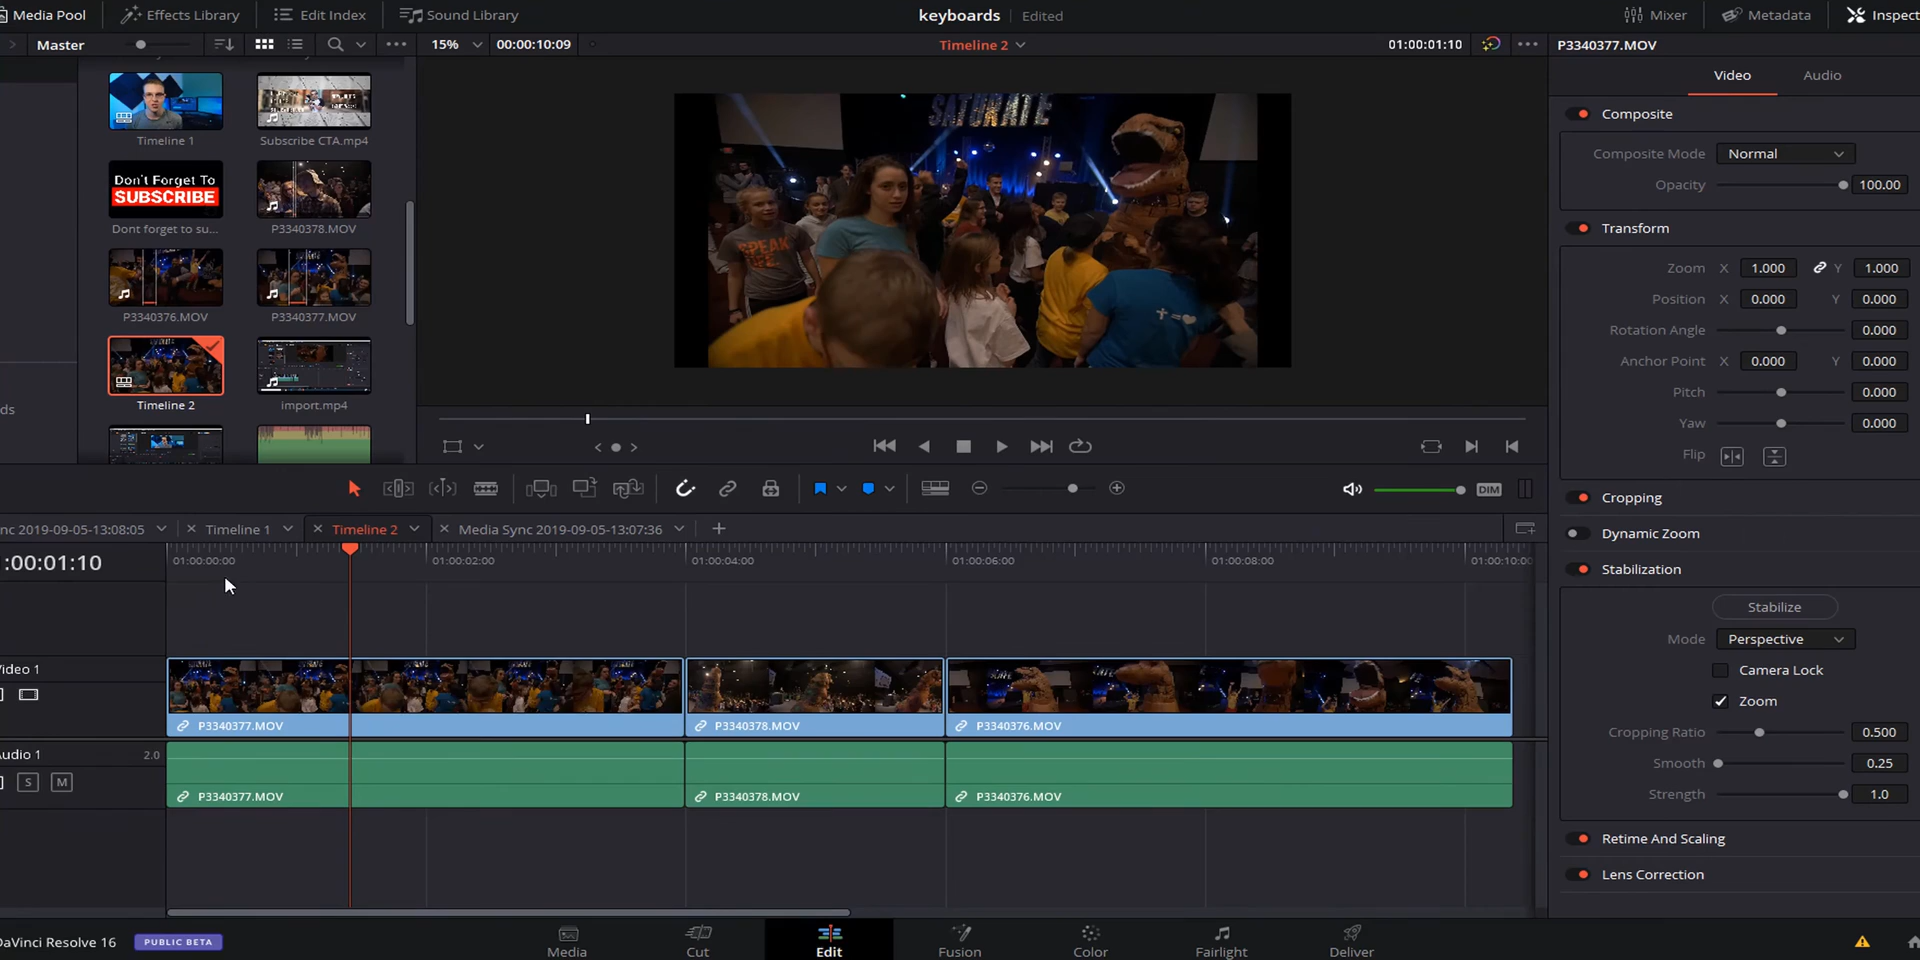 Media Pool
Effects Library
Edit Index
Sound Library
keyboards
Edited
Mixer
Metadata
Inspect
Master
15%
00:00:10:09
Timeline 2
01:00:01:10
P3340377.MOV
Video
Audio
Timeline 1
Subscribe CTA.mp4
Don't Forget To
SUBSCRIBE
Dont forget to su...
P3340378.MOV
P3340376.MOV
P3340377.MOV
Timeline 2
import.mp4
ds
SATURATE
SPEAK
Composite
Composite Mode
Normal
Opacity
100.00
Transform
Zoom X 1.000 Y 1.000
Position X 0.000 Y 0.000
Rotation Angle 0.000
Anchor Point X 0.000 Y 0.000
Pitch 0.000
Yaw 0.000
Flip
Cropping
Dynamic Zoom
Stabilization
Stabilize
Mode Perspective
Camera Lock
Zoom
Cropping Ratio 0.500
Smooth 0.25
Strength 1.0
Retime And Scaling
Lens Correction
DIM
nc 2019-09-05-13:08:05
Timeline 1
Timeline 2
Media Sync 2019-09-05-13:07:36
:00:01:10
01:00:00:00
01:00:02:00
01:00:04:00
01:00:06:00
01:00:08:00
01:00:10:00
Video 1
P3340377.MOV
P3340378.MOV
P3340376.MOV
Audio 1
2.0
S
M
P3340377.MOV
P3340378.MOV
P3340376.MOV
DaVinci Resolve 16
PUBLIC BETA
Media
Cut
Edit
Fusion
Color
Fairlight
Deliver